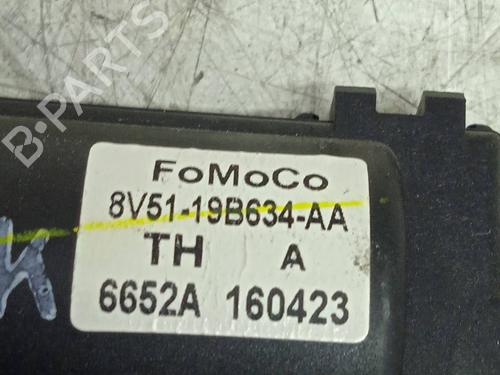 B-PARTS
FoMoCo
8V51-19B634-AA
TH A
6652A 160423